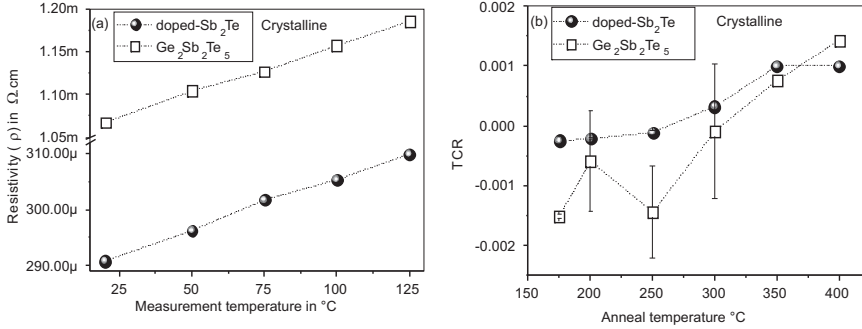 (a)
doped-Sb2Te
Ge2Sb2Te5
Crystalline
Resistivity ( ρ) in Ω.cm
1.20m
1.15m
1.10m
1.05m
310.00µ
300.00µ
290.00µ
25
50
75
100
125
Measurement temperature in °C
(b)
doped-Sb2Te
Ge2Sb2Te5
Crystalline
TCR
0.001
0.000
-0.001
-0.002
150
200
250
300
350
400
Anneal temperature °C